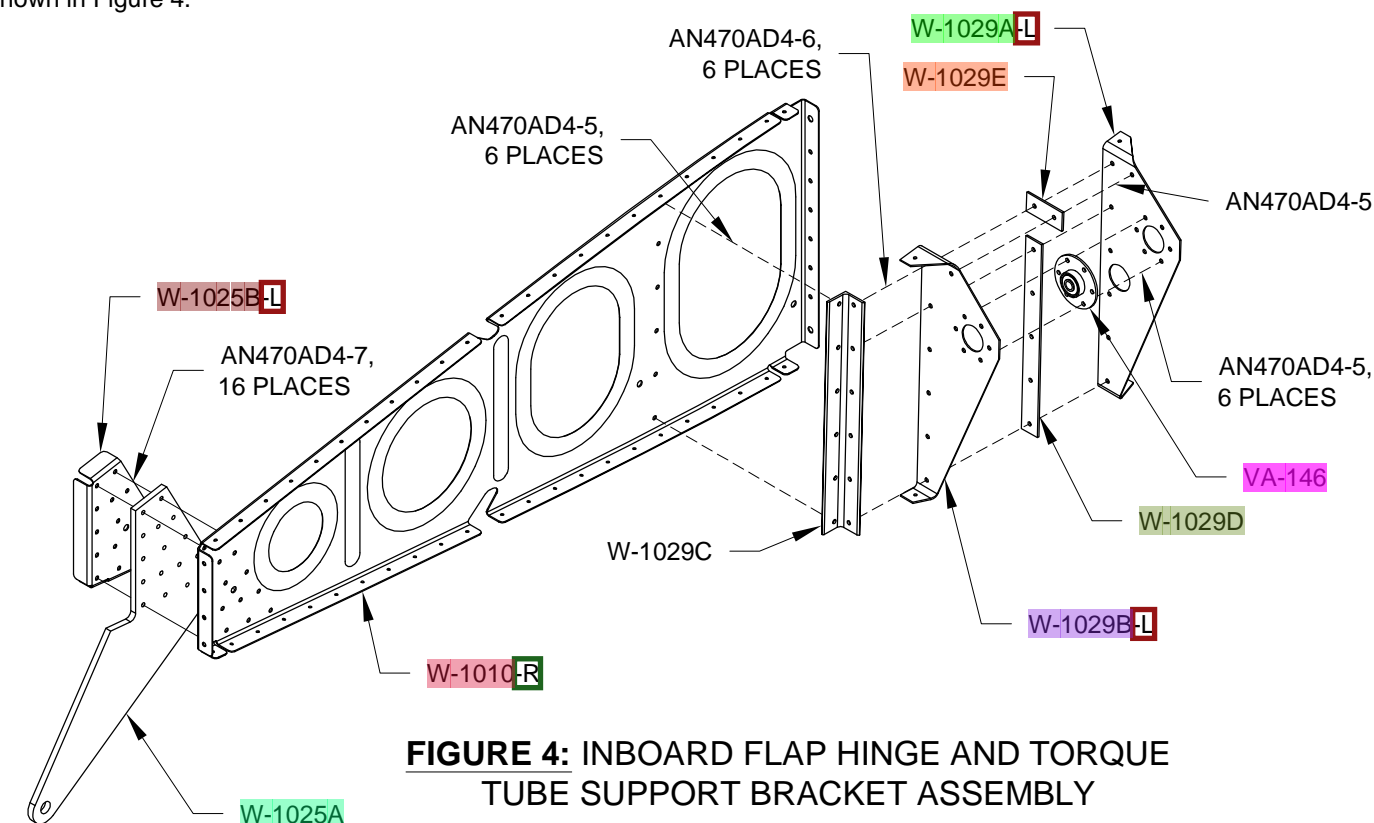 hown in Figure 4.
AN470AD4-6,
6 PLACES
W-1029A-L
W-1029E
AN470AD4-5,
6 PLACES
AN470AD4-5
W-1025B-L
AN470AD4-7,
16 PLACES
AN470AD4-5,
6 PLACES
VA-146
W-1029D
W-1029C
W-1029B-L
W-1010-R
FIGURE 4: INBOARD FLAP HINGE AND TORQUE
TUBE SUPPORT BRACKET ASSEMBLY
W-1025A